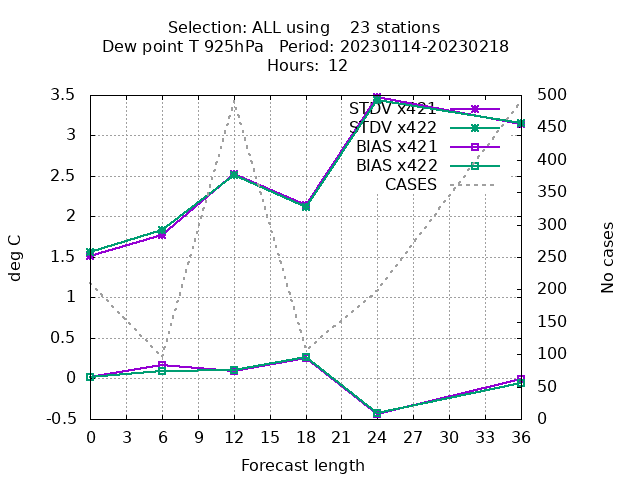 Selection: ALL using 23 stations
Dew point T 925hPa Period: 20230114-20230218
Hours: 12
3.5
3
2.5
2
1.5
1
0.5
0
-0.5
deg C
STDV x421
STDV x422
BIAS x421
BIAS x422
CASES
500
450
400
350
300
250
200
150
100
50
0
No cases
0 3 6 9 12 15 18 21 24 27 30 33 36
Forecast length